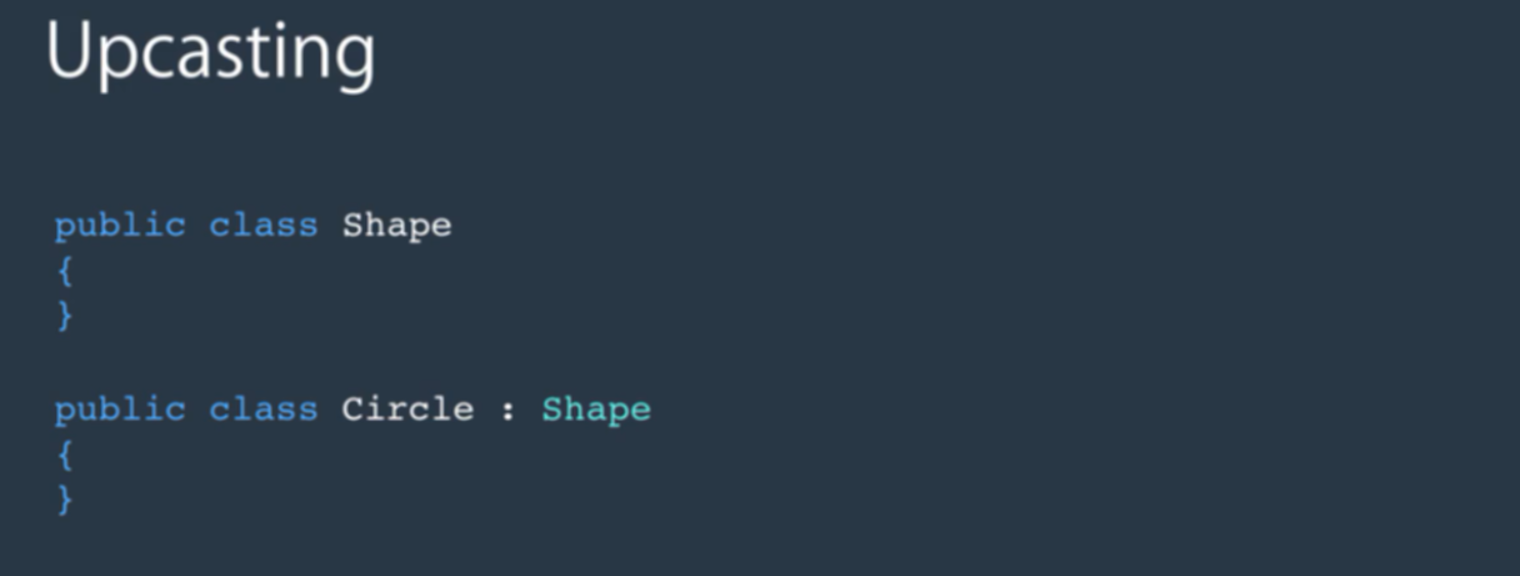 Upcasting
public class Shape
{
}
public class Circle : Shape
{
}